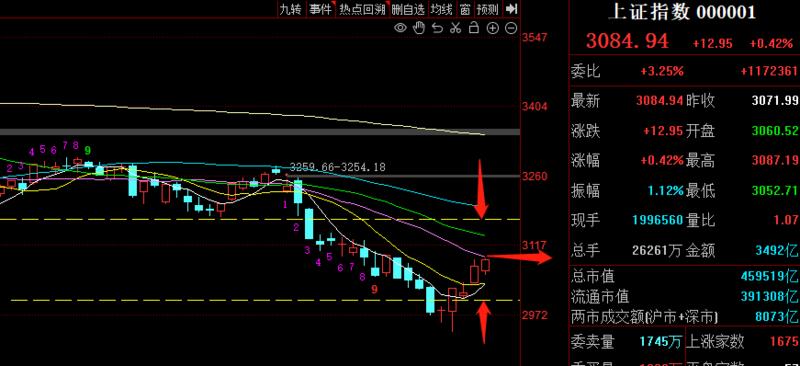 九转 事件 热点回溯 删自选 均线 窗 预测
上证指数 000001
3084.94 +12.95 +0.42%
委比 +3.25% +1172361
最新 3084.94 昨收 3071.99
涨跌 +12.95 开盘 3060.52
涨幅 +0.42% 最高 3087.19
振幅 1.12% 最低 3052.71
现手 1996560 量比 1.07
总手 26261万 金额 3492亿
总市值 459519亿
流通市值 391308亿
两市成交额(沪市+深市) 8073亿
委卖量 1745万 上涨家数 1675
3547
3404
3260
3117
2972
3259.66-3254.18
2 3 4 5 6 7 8 9
1 2 3 4 5 6 7 8 9